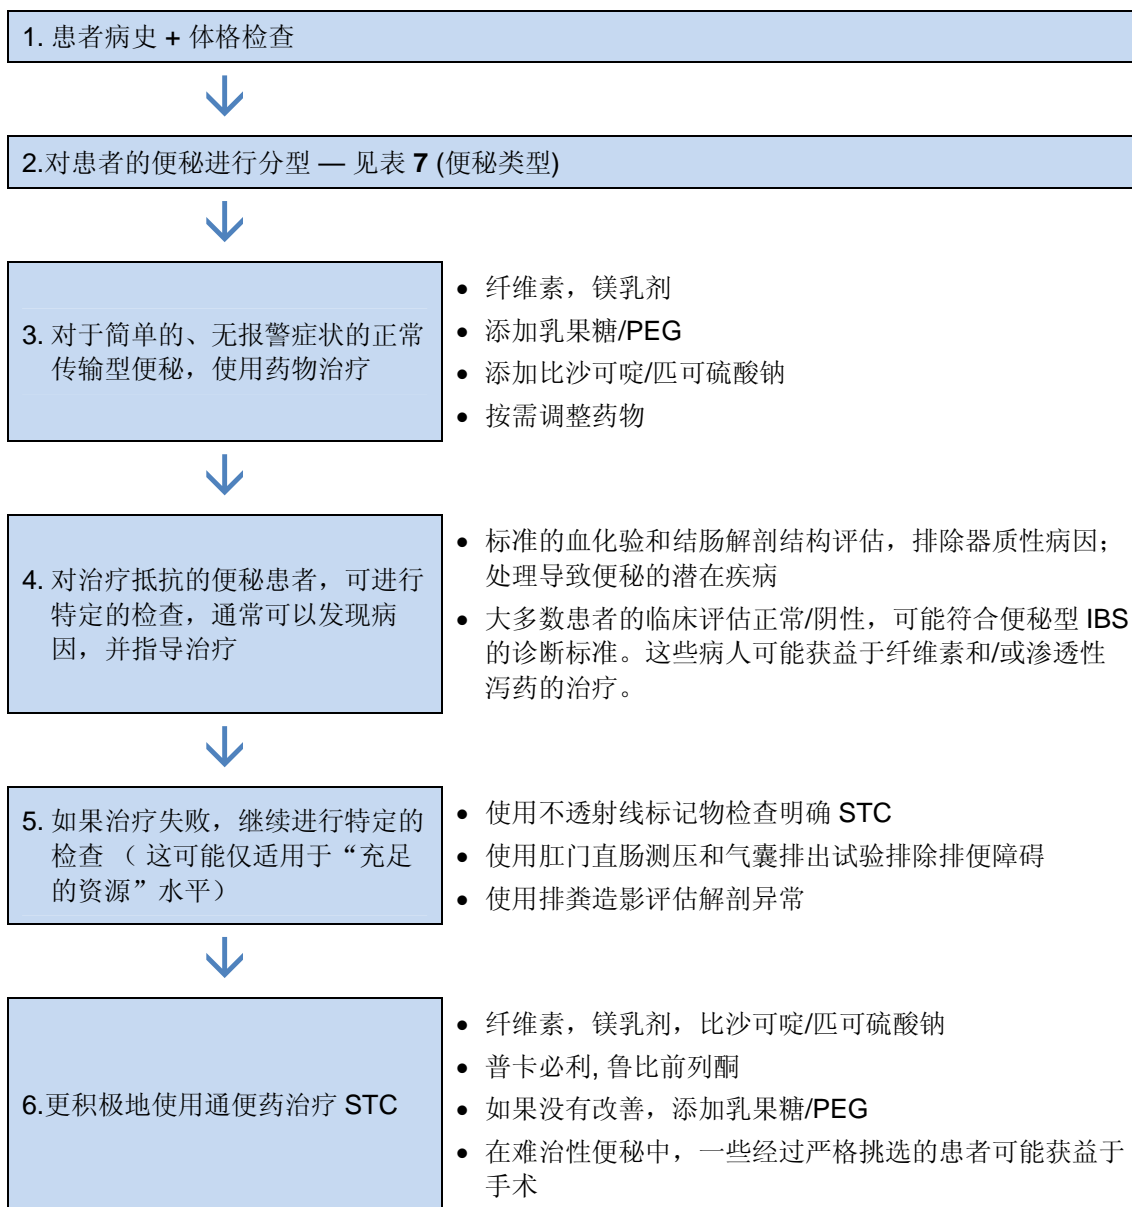 1. 患者病史 + 体格检查
2.对患者的便秘进行分型 — 见表 7 (便秘类型)
3. 对于简单的、无报警症状的正常
传输型便秘，使用药物治疗
• 纤维素，镁乳剂
• 添加乳果糖/PEG
• 添加比沙可啶/匹可硫酸钠
• 按需调整药物
4. 对治疗抵抗的便秘患者，可进行
特定的检查，通常可以发现病
因，并指导治疗
• 标准的血化验和结肠解剖结构评估，排除器质性病因；
处理导致便秘的潜在疾病
• 大多数患者的临床评估正常/阴性，可能符合便秘型 IBS
的诊断标准。这些病人可能获益于纤维素和/或渗透性
泻药的治疗。
5. 如果治疗失败，继续进行特定的
检查 （ 这可能仅适用于“充足
的资源”水平）
• 使用不透射线标记物检查明确 STC
• 使用肛门直肠测压和气囊排出试验排除排便障碍
• 使用排粪造影评估解剖异常
6.更积极地使用通便药治疗 STC
• 纤维素，镁乳剂，比沙可啶/匹可硫酸钠
• 普卡必利, 鲁比前列酮
• 如果没有改善，添加乳果糖/PEG
• 在难治性便秘中，一些经过严格挑选的患者可能获益于
手术